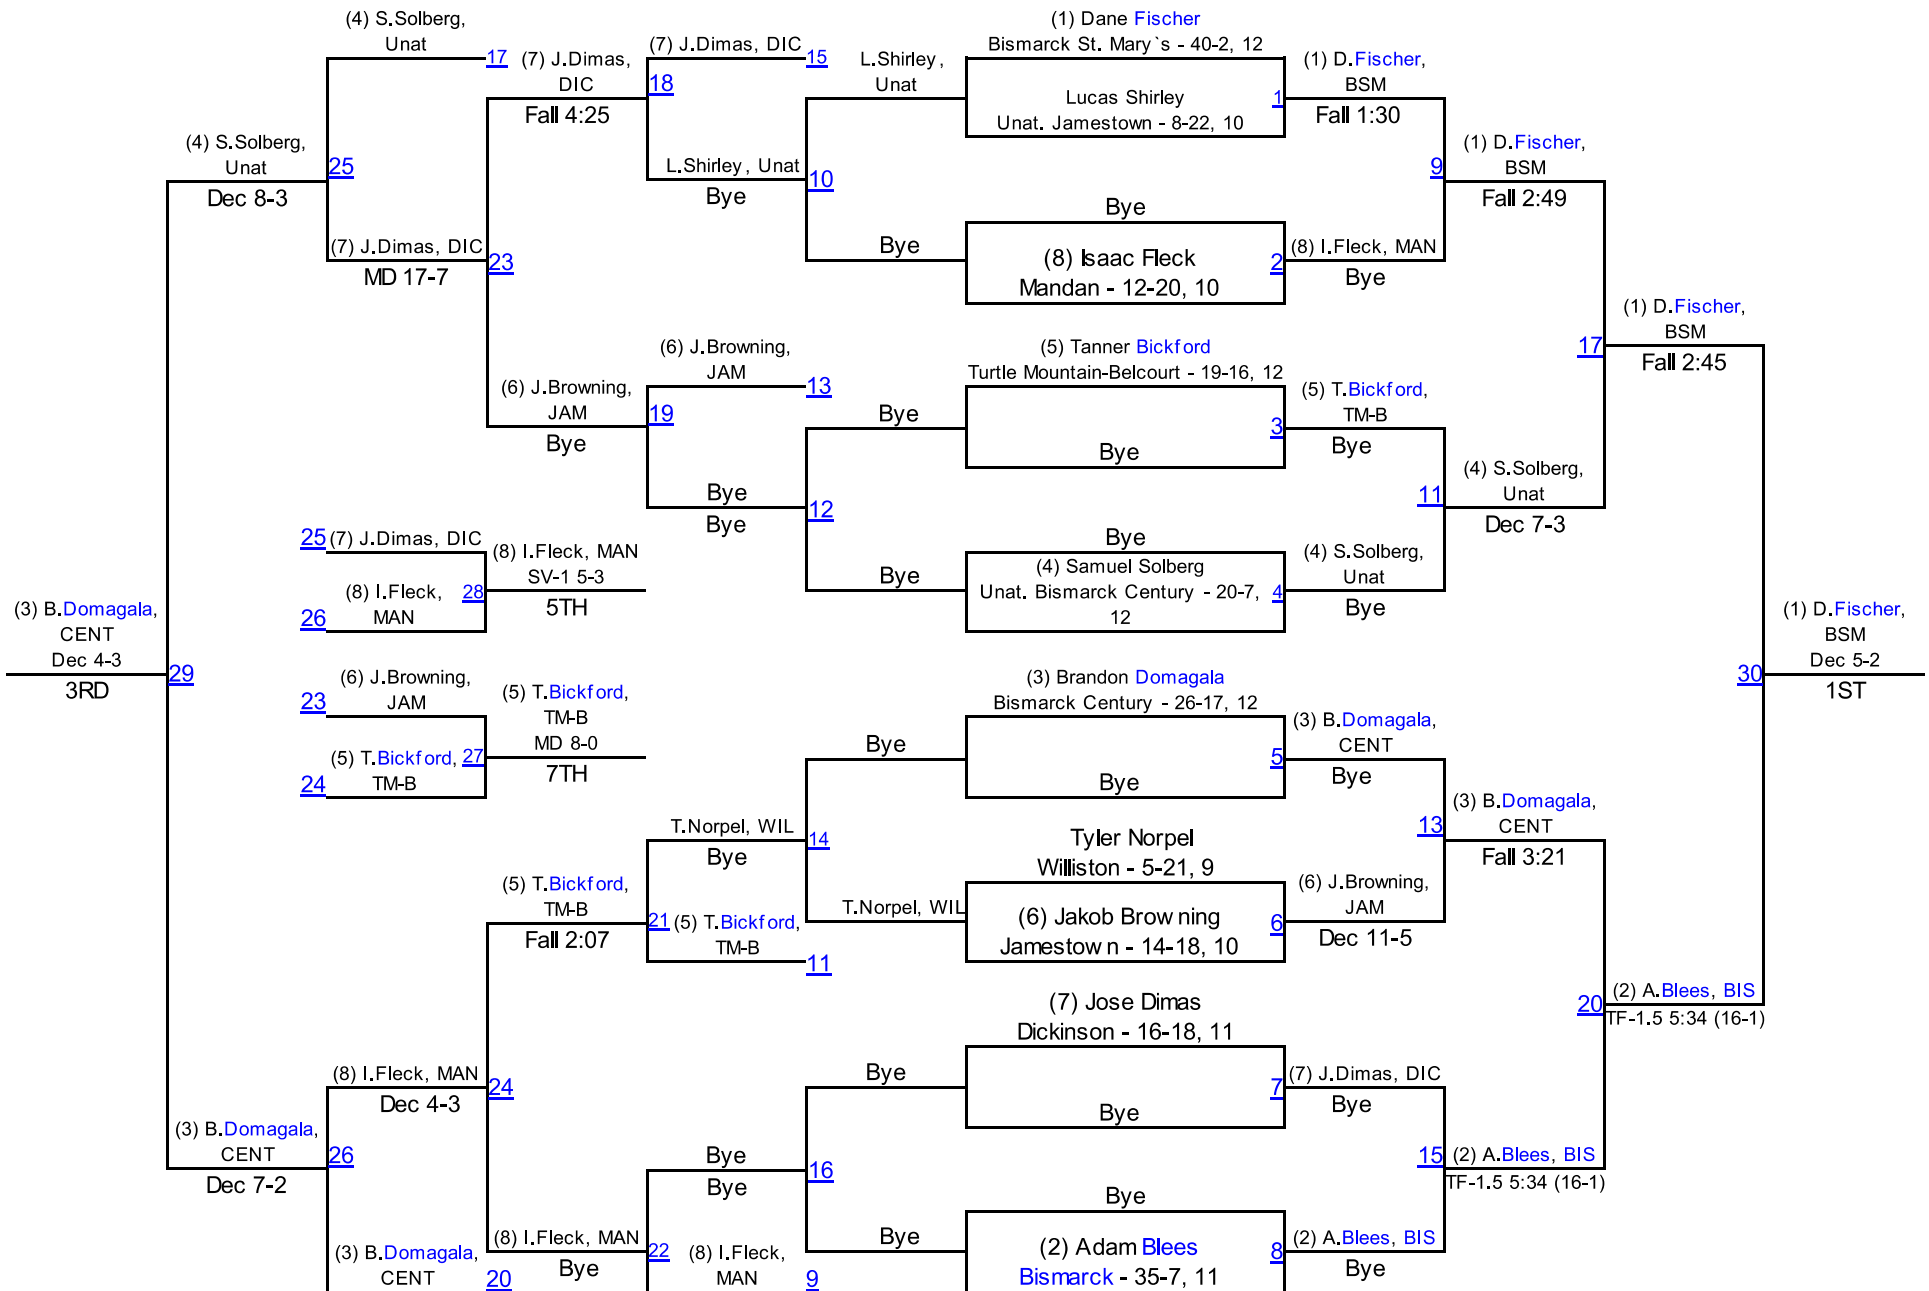 (4) S.Solberg,
Unat
17
(7) J.Dimas,
DIC
Fall 4:25
(7) J.Dimas, DIC
15
18
L.Shirley,
Unat
(1) Dane Fischer
Bismarck St. Mary`s - 40-2, 12
Lucas Shirley
Unat. Jamestown - 8-22, 10
1
(1) D.Fischer,
BSM
Fall 1:30
(4) S.Solberg,
Unat
Dec 8-3
25
L.Shirley, Unat
Bye
10
9
(1) D.Fischer,
BSM
Fall 2:49
(7) J.Dimas, DIC
MD 17-7
23
Bye
Bye
(8) Isaac Fleck
Mandan - 12-20, 10
2
(8) I.Fleck, MAN
Bye
(1) D.Fischer,
BSM
Fall 2:45
17
(6) J.Browning,
JAM
13
(6) J.Browning,
JAM
Bye
19
Bye
(5) Tanner Bickford
Turtle Mountain-Belcourt - 19-16, 12
Bye
3
(5) T.Bickford,
TM-B
Bye
Bye
Bye
12
11
(4) S.Solberg,
Unat
Dec 7-3
25
(7) J.Dimas, DIC
(8) I.Fleck, MAN
SV-1 5-3
5TH
(8) I.Fleck,
MAN
28
26
Bye
Bye
(4) Samuel Solberg
Unat. Bismarck Century - 20-7,
12
4
(4) S.Solberg,
Unat
Bye
(3) B.Domagala,
CENT
Dec 4-3
3RD
29
(1) D.Fischer,
BSM
Dec 5-2
1ST
30
(6) J.Browning,
JAM
23
(5) T.Bickford,
TM-B
MD 8-0
7TH
(5) T.Bickford,
TM-B
27
24
Bye
(3) Brandon Domagala
Bismarck Century - 26-17, 12
Bye
5
(3) B.Domagala,
CENT
Bye
T.Norpel, WIL
Bye
14
13
(3) B.Domagala,
CENT
Fall 3:21
(5) T.Bickford,
TM-B
Fall 2:07
21
(5) T.Bickford,
TM-B
11
T.Norpel, WIL
Tyler Norpel
Williston - 5-21, 9
(6) Jakob Browning
Jamestown - 14-18, 10
6
(6) J.Browning,
JAM
Dec 11-5
20
(2) A.Blees, BIS
TF-1.5 5:34 (16-1)
(8) I.Fleck, MAN
Dec 4-3
24
Bye
(7) Jose Dimas
Dickinson - 16-18, 11
Bye
7
(7) J.Dimas, DIC
Bye
(3) B.Domagala,
CENT
Dec 7-2
26
Bye
Bye
16
15
(2) A.Blees, BIS
TF-1.5 5:34 (16-1)
(3) B.Domagala,
CENT
20
(8) I.Fleck, MAN
Bye
22
(8) I.Fleck,
MAN
9
Bye
Bye
(2) Adam Blees
Bismarck - 35-7, 11
8
(2) A.Blees, BIS
Bye